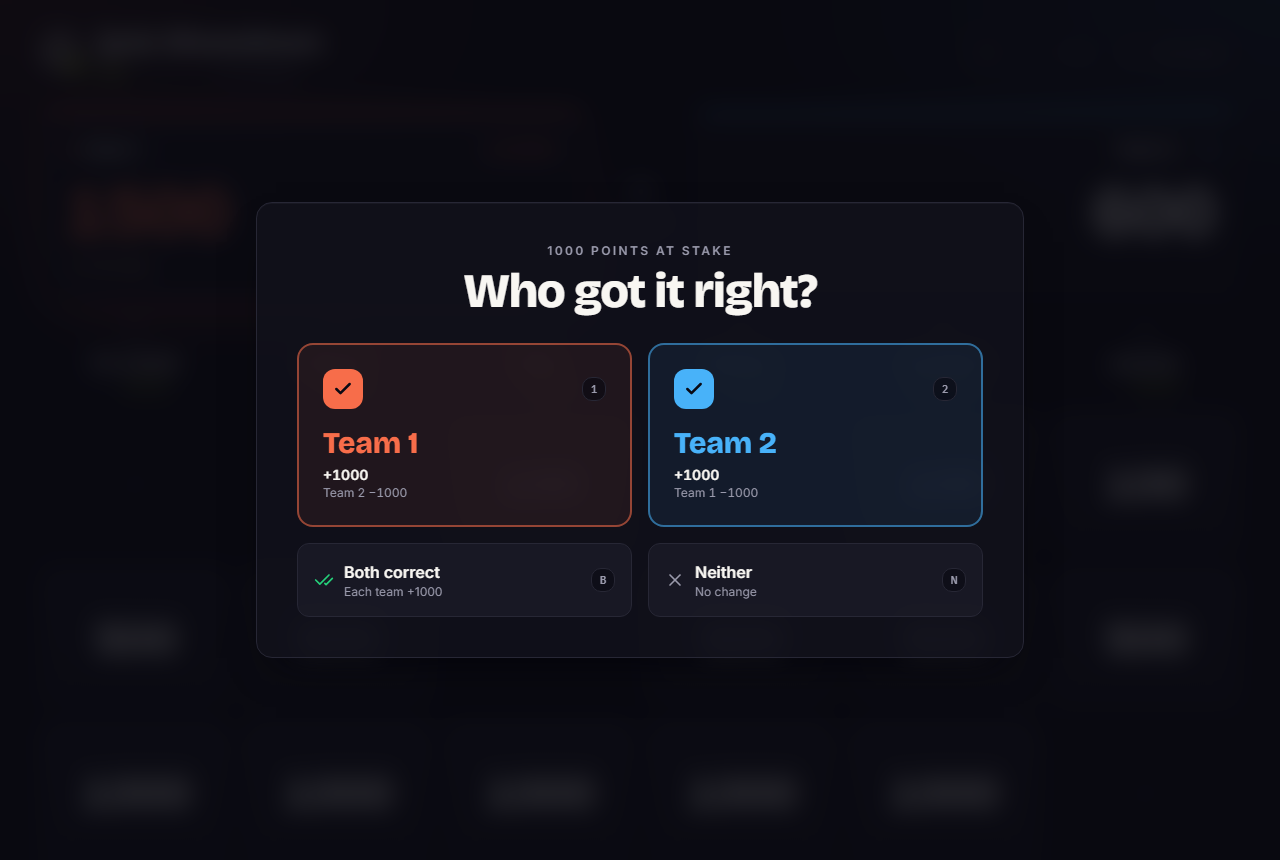 1000 POINTS AT STAKE
Who got it right?
1
Team 1
+1000
Team 2 −1000
2
Team 2
+1000
Team 1 −1000
Both correct
Each team +1000
B
Neither
No change
N